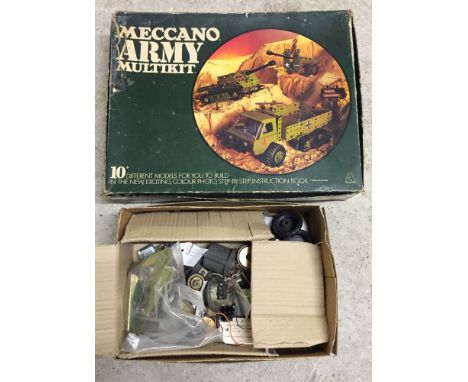 MECCANO
ARMY
MULTIKIT
10 DIFFERENT MODELS FOR YOU TO BUILD
IN THE NEW, EXCITING COLOUR PHOTO, STEP BY STEP, INSTRUCTION BOOK.